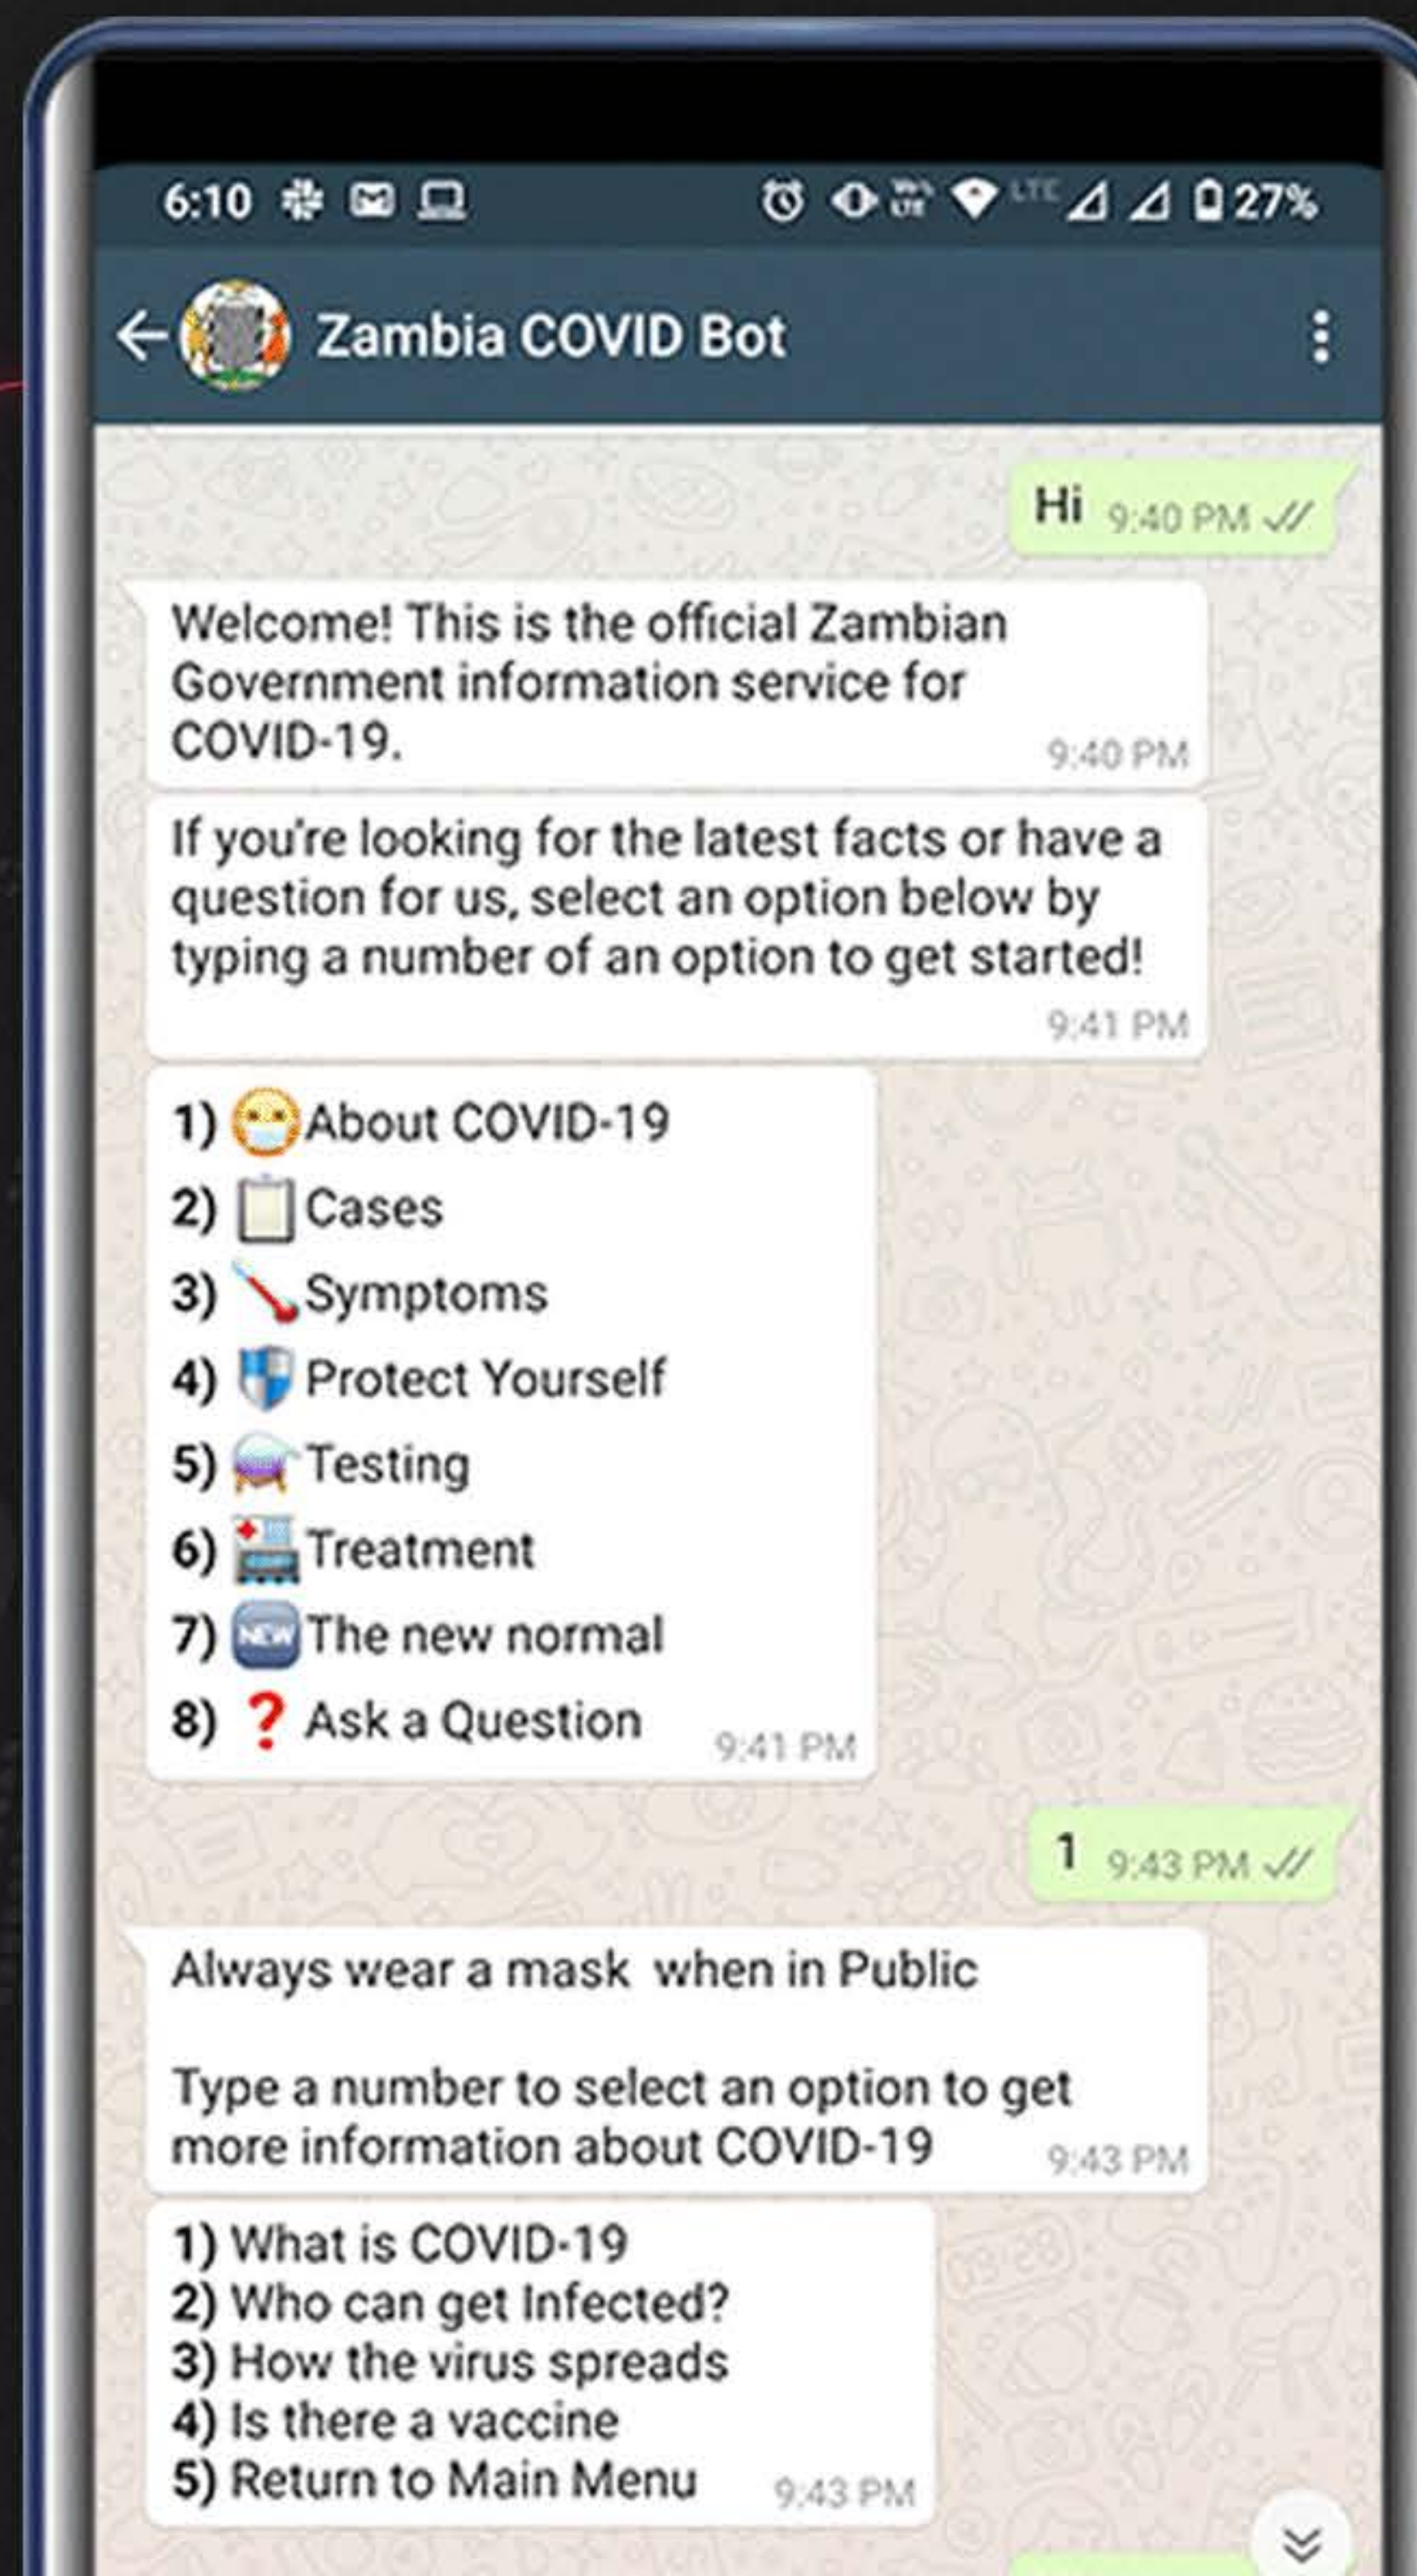 6:10 LTE 27%
Zambia COVID Bot
Hi 9:40 PM
Welcome! This is the official Zambian
Government information service for
COVID-19. 9:40 PM
If you're looking for the latest facts or have a
question for us, select an option below by
typing a number of an option to get started!
9:41 PM
1) 😷About COVID-19
2) 📋Cases
3) 🌡Symptoms
4) 🛡Protect Yourself
5) ⚗Testing
6) 🏥Treatment
7) 🆕The new normal
8) ❓Ask a Question 9:41 PM
1 9:43 PM
Always wear a mask  when in Public
Type a number to select an option to get
more information about COVID-19 9:43 PM
1) What is COVID-19
2) Who can get Infected?
3) How the virus spreads
4) Is there a vaccine
5) Return to Main Menu 9:43 PM